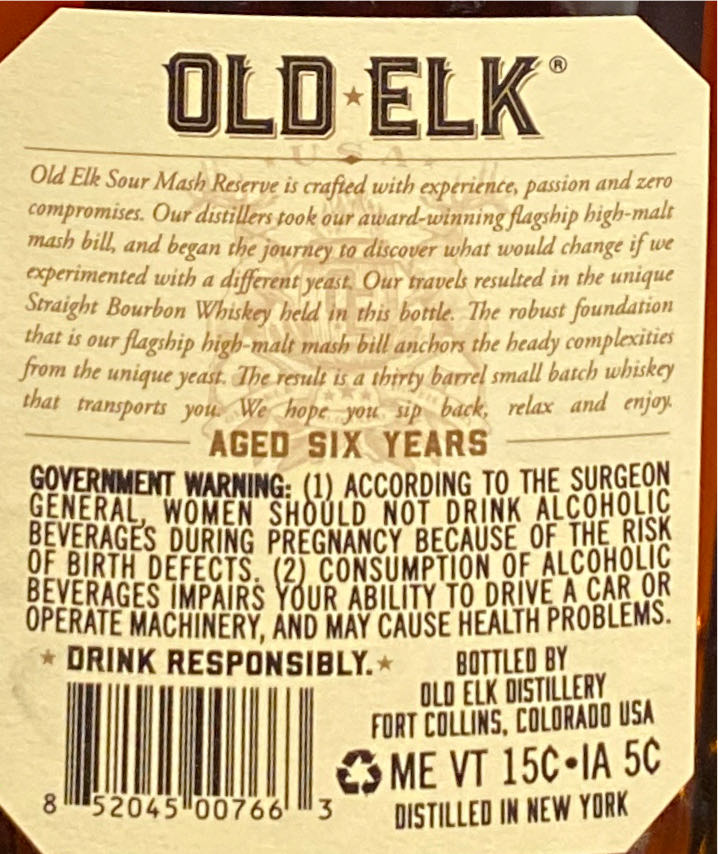 OLD ★ ELK®
USA
Old Elk Sour Mash Reserve is crafted with experience, passion and zero
compromises. Our distillers took our award-winning flagship high-malt
mash bill, and began the journey to discover what would change if we
experimented with a different yeast. Our travels resulted in the unique
Straight Bourbon Whiskey held in this bottle. The robust foundation
that is our flagship high-malt mash bill anchors the heady complexities
from the unique yeast. The result is a thirty barrel small batch whiskey
that transports you. We hope you sip back, relax and enjoy.
AGED SIX YEARS
GOVERNMENT WARNING: (1) ACCORDING TO THE SURGEON
GENERAL, WOMEN SHOULD NOT DRINK ALCOHOLIC
BEVERAGES DURING PREGNANCY BECAUSE OF THE RISK
OF BIRTH DEFECTS. (2) CONSUMPTION OF ALCOHOLIC
BEVERAGES IMPAIRS YOUR ABILITY TO DRIVE A CAR OR
OPERATE MACHINERY, AND MAY CAUSE HEALTH PROBLEMS.
★ DRINK RESPONSIBLY. ★
8 52045 00766 3
BOTTLED BY
OLD ELK DISTILLERY
FORT COLLINS, COLORADO USA
ME VT 15¢•IA 5¢
DISTILLED IN NEW YORK